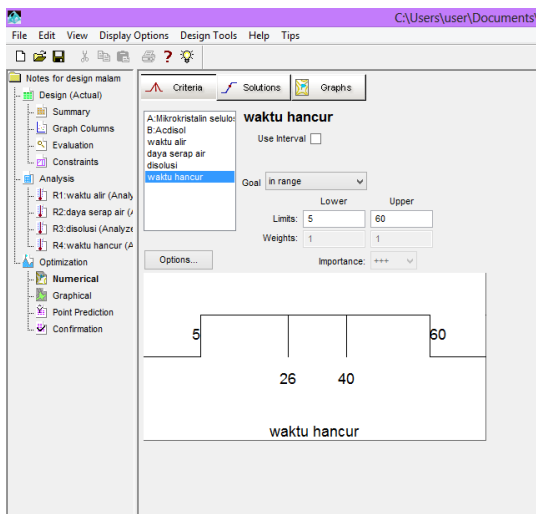 C:\Users\user\Documents\
File Edit View Display Options Design Tools Help Tips
Notes for design malam
Design (Actual)
Summary
Graph Columns
Evaluation
Constraints
Analysis
R1:waktu alir (Analy
R2:daya serap air (
R3:disolusi (Analyze
R4:waktu hancur (A
Optimization
Numerical
Graphical
Point Prediction
Confirmation
Criteria Solutions Graphs
A:Mikrokristalin selulo:
B:Acdisol
waktu alir
daya serap air
disolusi
waktu hancur
waktu hancur
Use Interval
Goal in range
Lower Upper
Limits: 5 60
Weights: 1 1
Options... Importance: +++
5 60
26 40
waktu hancur